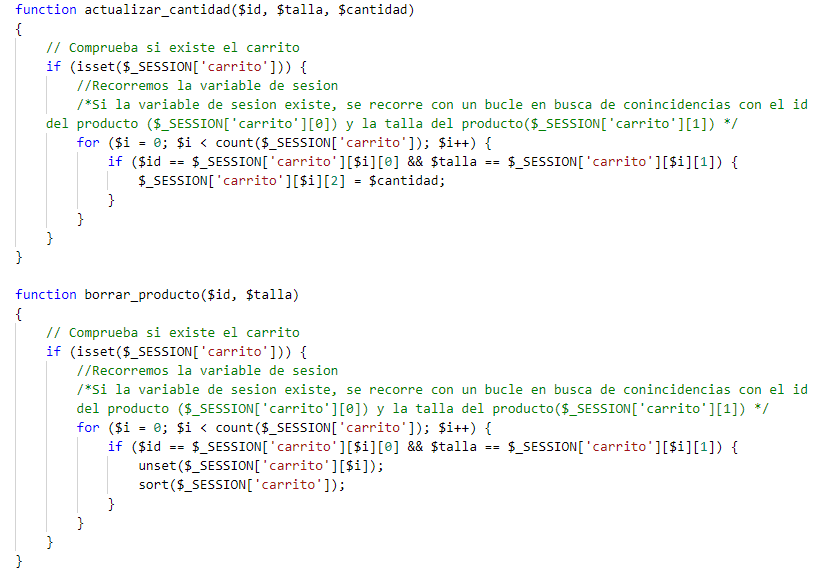 function actualizar_cantidad($id, $talla, $cantidad)
{
    // Comprueba si existe el carrito
    if (isset($_SESSION['carrito'])) {
        //Recorremos la variable de sesion
        /*Si la variable de sesion existe, se recorre con un bucle en busca de conincidencias con el id
    del producto ($_SESSION['carrito'][0]) y la talla del producto($_SESSION['carrito'][1]) */
        for ($i = 0; $i < count($_SESSION['carrito']); $i++) {
            if ($id == $_SESSION['carrito'][$i][0] && $talla == $_SESSION['carrito'][$i][1]) {
                $_SESSION['carrito'][$i][2] = $cantidad;
            }
        }
    }
}

function borrar_producto($id, $talla)
{
    // Comprueba si existe el carrito
    if (isset($_SESSION['carrito'])) {
        //Recorremos la variable de sesion
        /*Si la variable de sesion existe, se recorre con un bucle en busca de conincidencias con el id
        del producto ($_SESSION['carrito'][0]) y la talla del producto($_SESSION['carrito'][1]) */
        for ($i = 0; $i < count($_SESSION['carrito']); $i++) {
            if ($id == $_SESSION['carrito'][$i][0] && $talla == $_SESSION['carrito'][$i][1]) {
                unset($_SESSION['carrito'][$i]);
                sort($_SESSION['carrito']);
            }
        }
    }
}